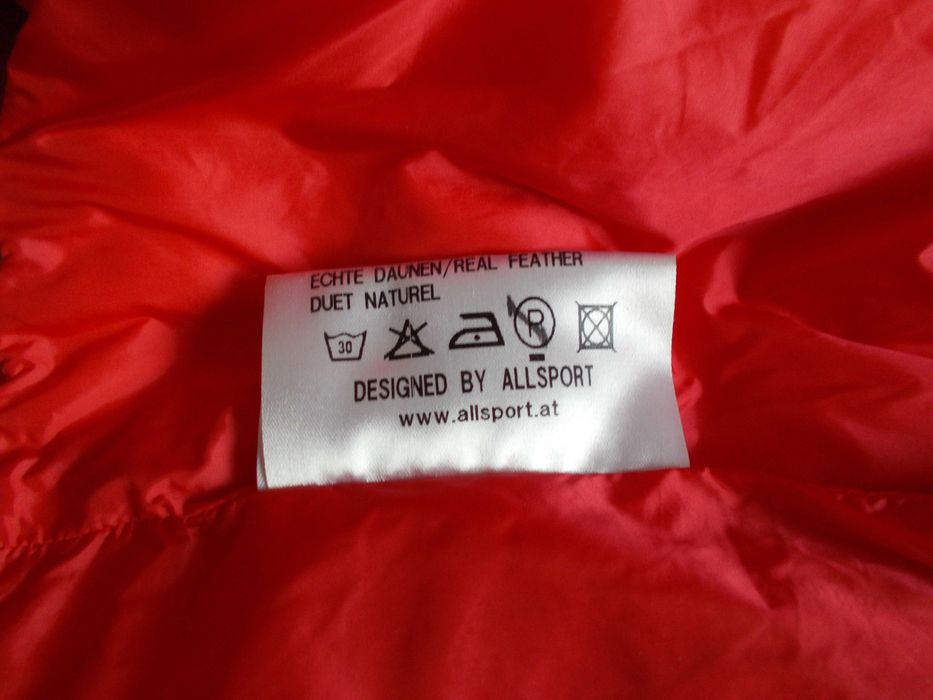 ECHTE DAUNEN/REAL FEATHER
DUET NATUREL
30 P
DESIGNED BY ALLSPORT
www.allsport.at